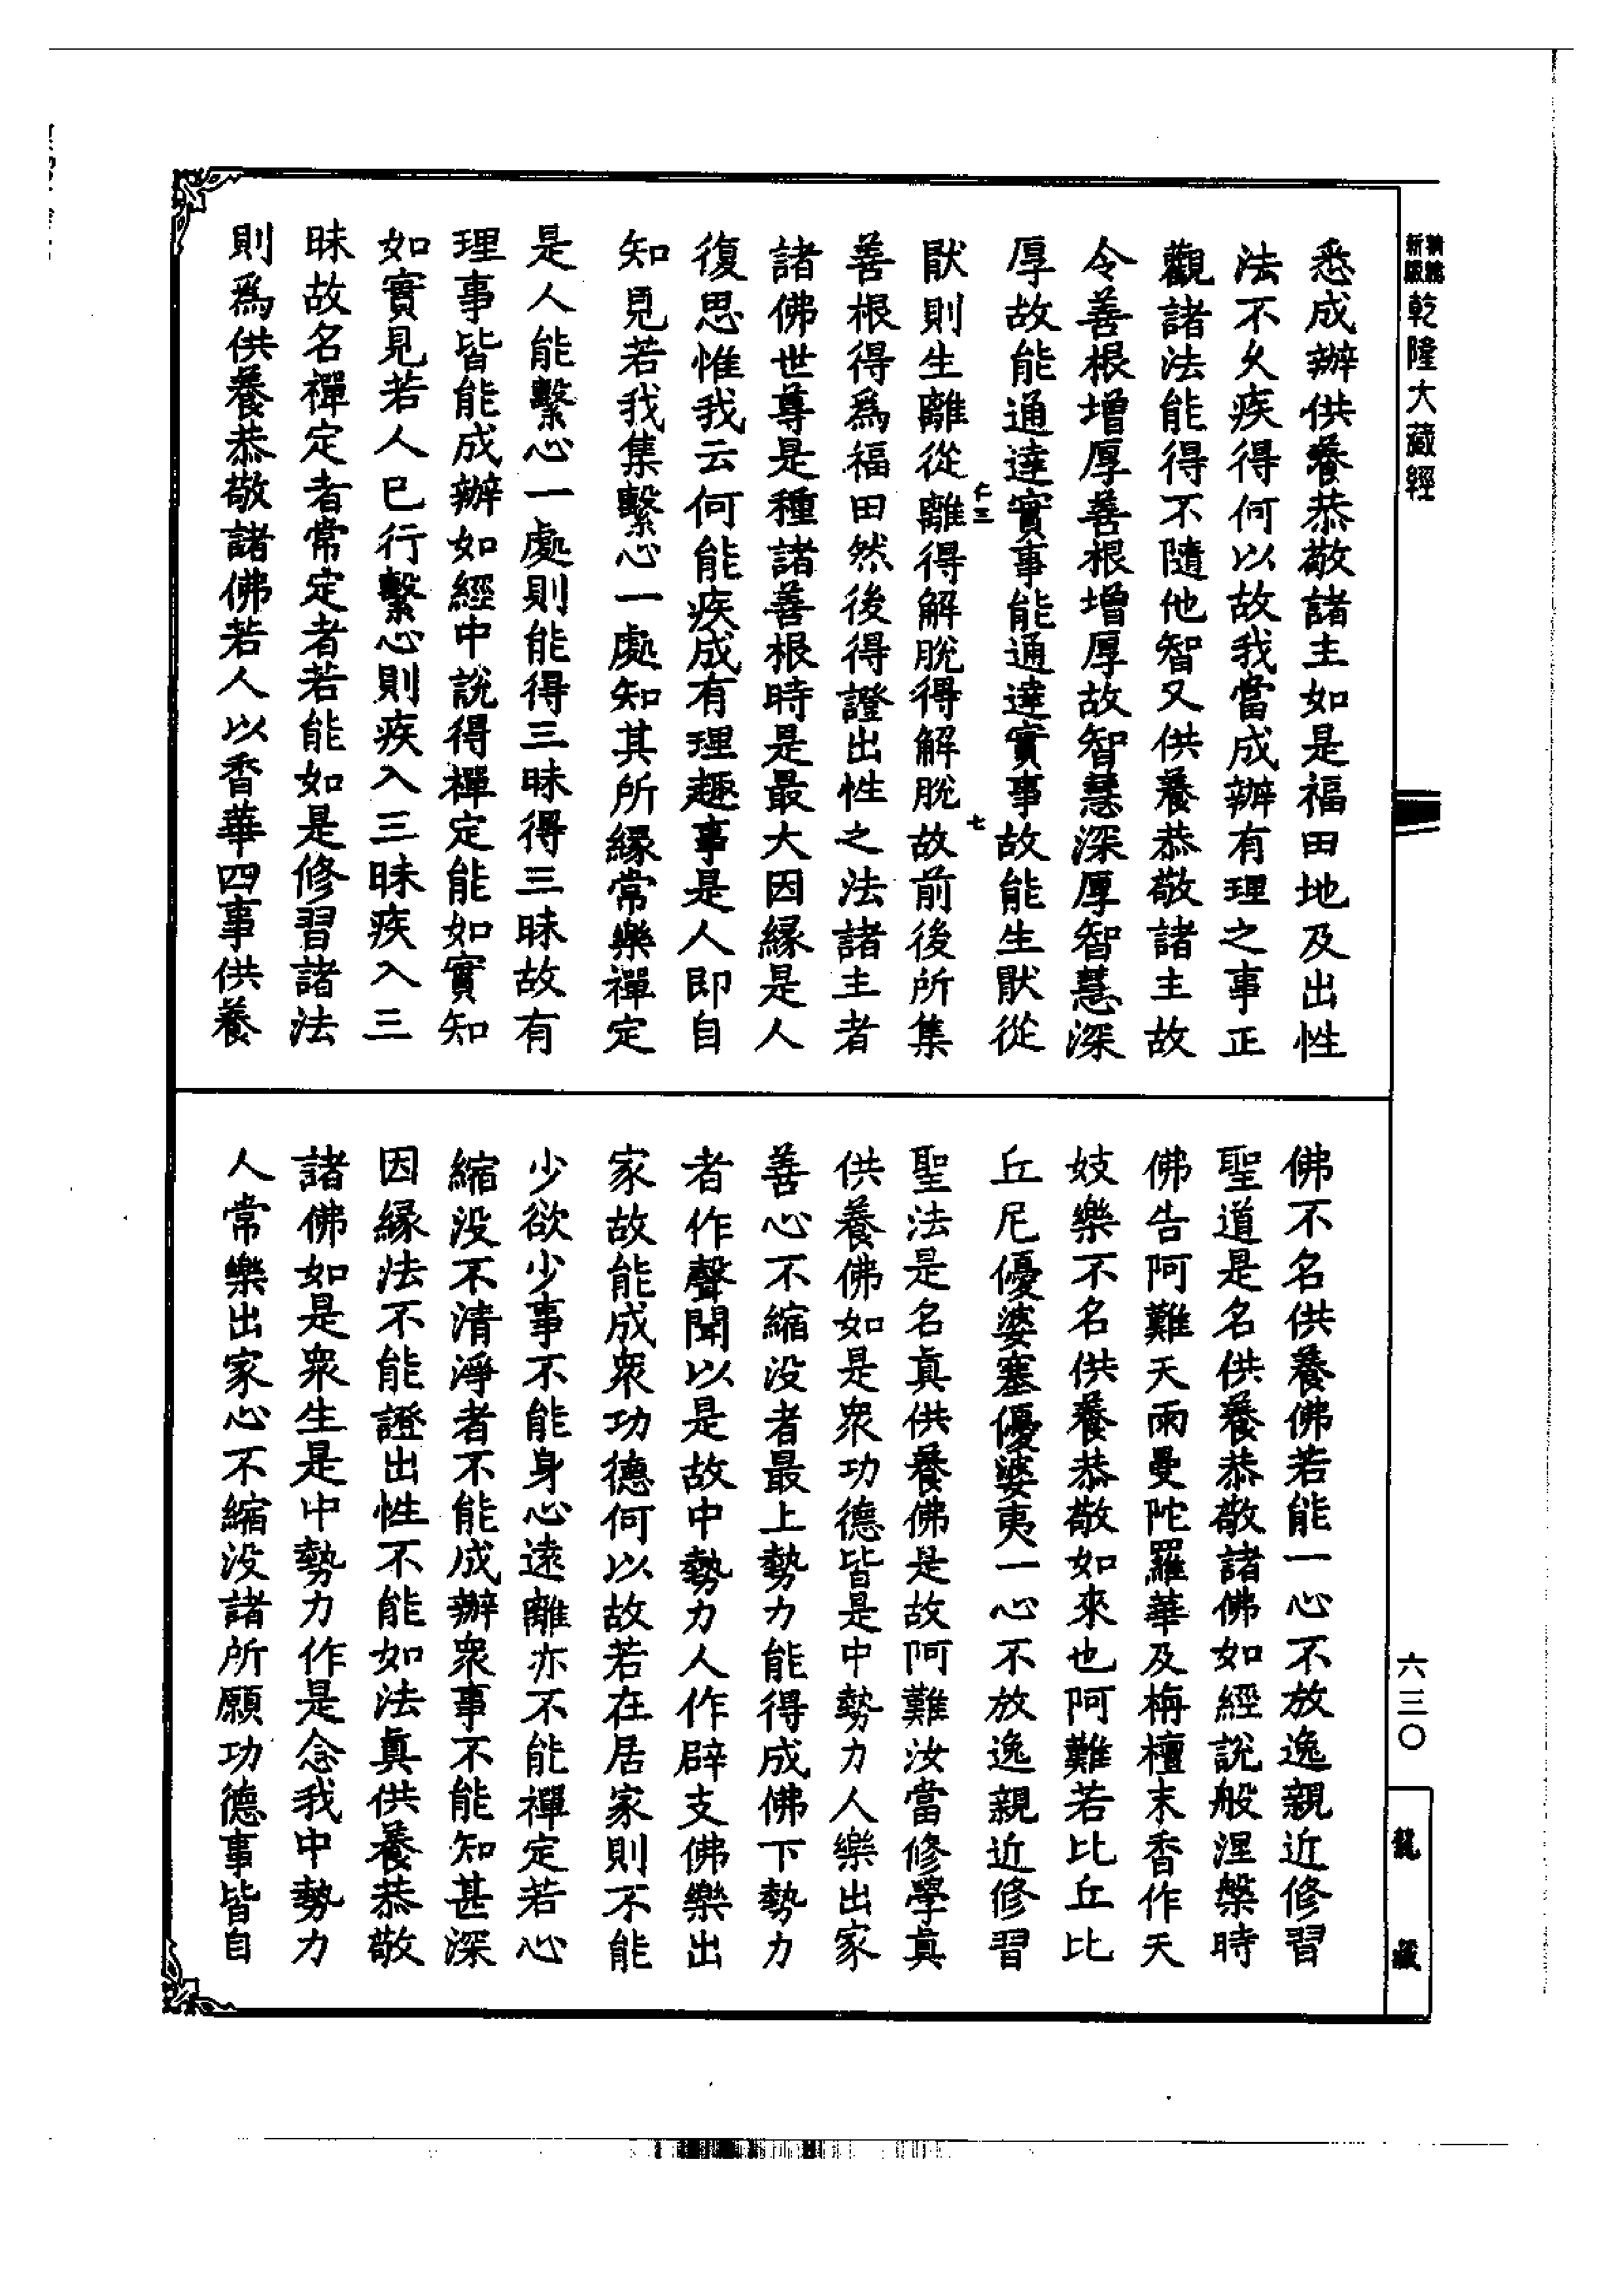 新版
乾隆大藏經
悉成辦供養恭敬諸主如是福田地及出性
法不久疾得何以故我當成辦有理之事正
觀諸法能得不隨他智又供養恭敬諸主故
令善根增厚善根增厚故智慧深厚智慧深
厚故能通達實事能通達實事故能生猒從
猒則生離從離得解脫得解脫故前後所集
仁三
七
善根得為福田然後得證出性之法諸主者
諸佛世尊是種諸善根時是最大因緣是人
復思惟我云何能疾成有理趣事是人即自
知見若我集繫心一處知其所緣常樂禪定
是人能繫心一處則能得三昧得三昧故有
理事皆能成辦如經中說得禪定能如實知
如實見若人已行繫心則疾入三昧疾入三
昧故名禪定者常定者若能如是修習諸法
則為供養恭敬諸佛若人以香華四事供養
佛不名供養佛若能一心不放逸親近修習
聖道是名供養恭敬諸佛如經說般涅槃時
佛告阿難天雨曼陀羅華及栴檀末香作天
妓樂不名供養恭敬如來也阿難若比丘比
丘尼優婆塞優婆夷一心不放逸親近修習
聖法是名真供養佛是故阿難汝當修學真
供養佛如是眾功德皆是中勢力人樂出家
善心不縮沒者最上勢力能得成佛下勢力
者作聲聞以是故中勢力人作辟支佛樂出
家故能成眾功德何以故若在居家則不能
少欲少事不能身心遠離亦不能禪定若心
縮沒不清淨者不能成辦眾事不能知甚深
因緣法不能證出性不能如法真供養恭敬
諸佛如是眾生是中勢力作是念我中勢力
人常樂出家心不縮沒諸所願功德事皆自
六三〇
龍藏